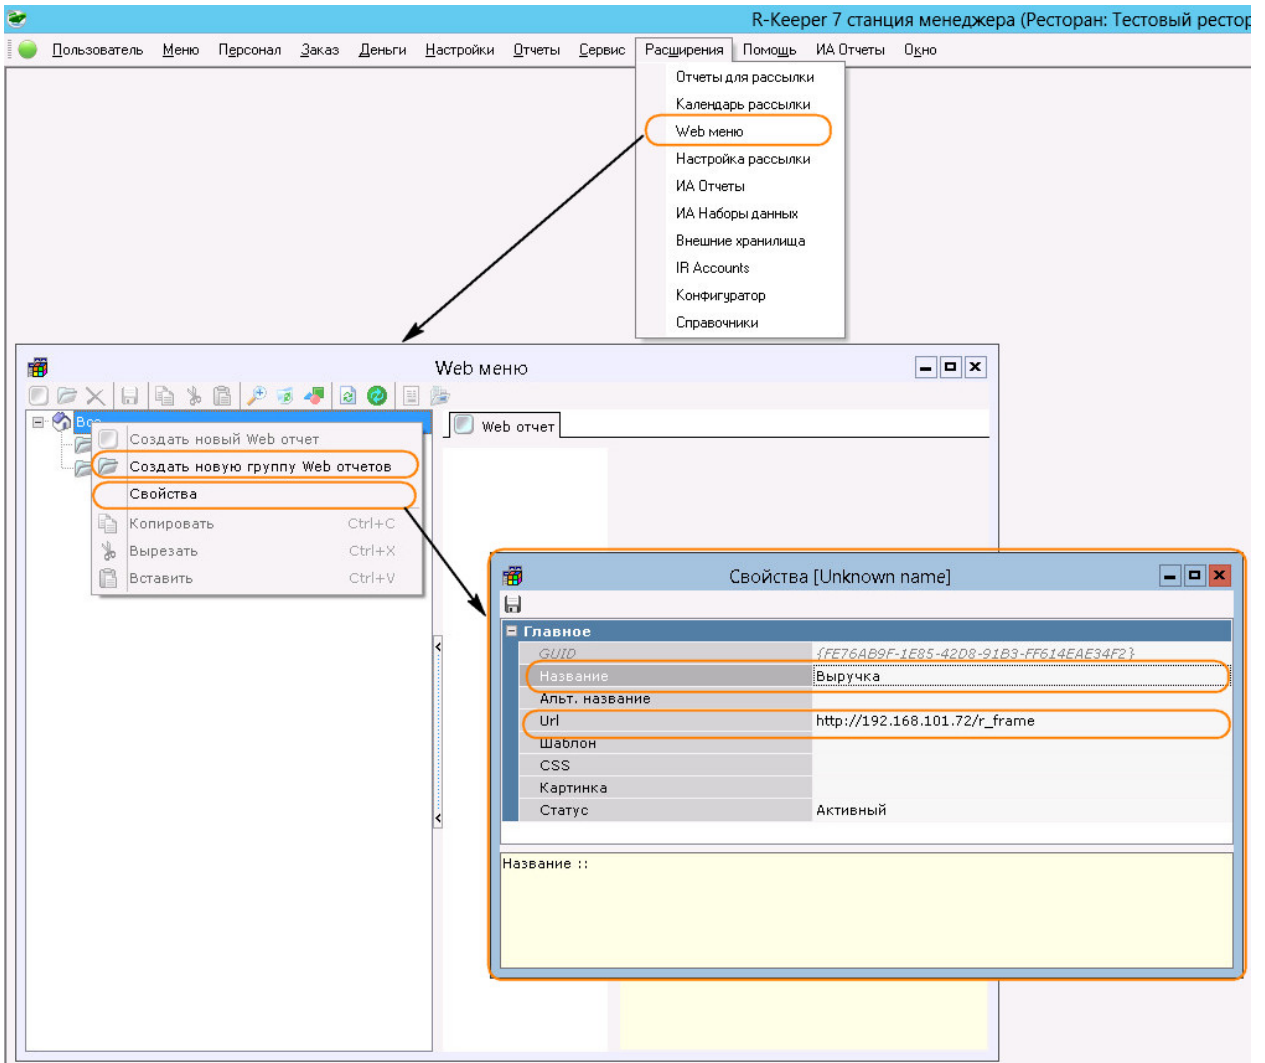 R-Keeper 7 станция менеджера (Ресторан: Тестовый рестор
Пользователь Меню Персонал Заказ Деньги Настройки Отчеты Сервис Расширения Помощь ИА Отчеты Окно
Отчеты для рассылки
Календарь рассылки
Web меню
Настройка рассылки
ИА Отчеты
ИА Наборы данных
Внешние хранилища
IR Accounts
Конфигуратор
Справочники
Web меню
Все
Web отчет
Создать новый Web отчет
Создать новую группу Web отчетов
Свойства
Копировать Ctrl+C
Вырезать Ctrl+X
Вставить Ctrl+V
Свойства [Unknown name]
Главное
GUID {FE76AB9F-1E85-42D8-91B3-FF614EAE34F2}
Название Выручка
Альт. название
Url http://192.168.101.72/r_frame
Шаблон
CSS
Картинка
Статус Активный
Название ::